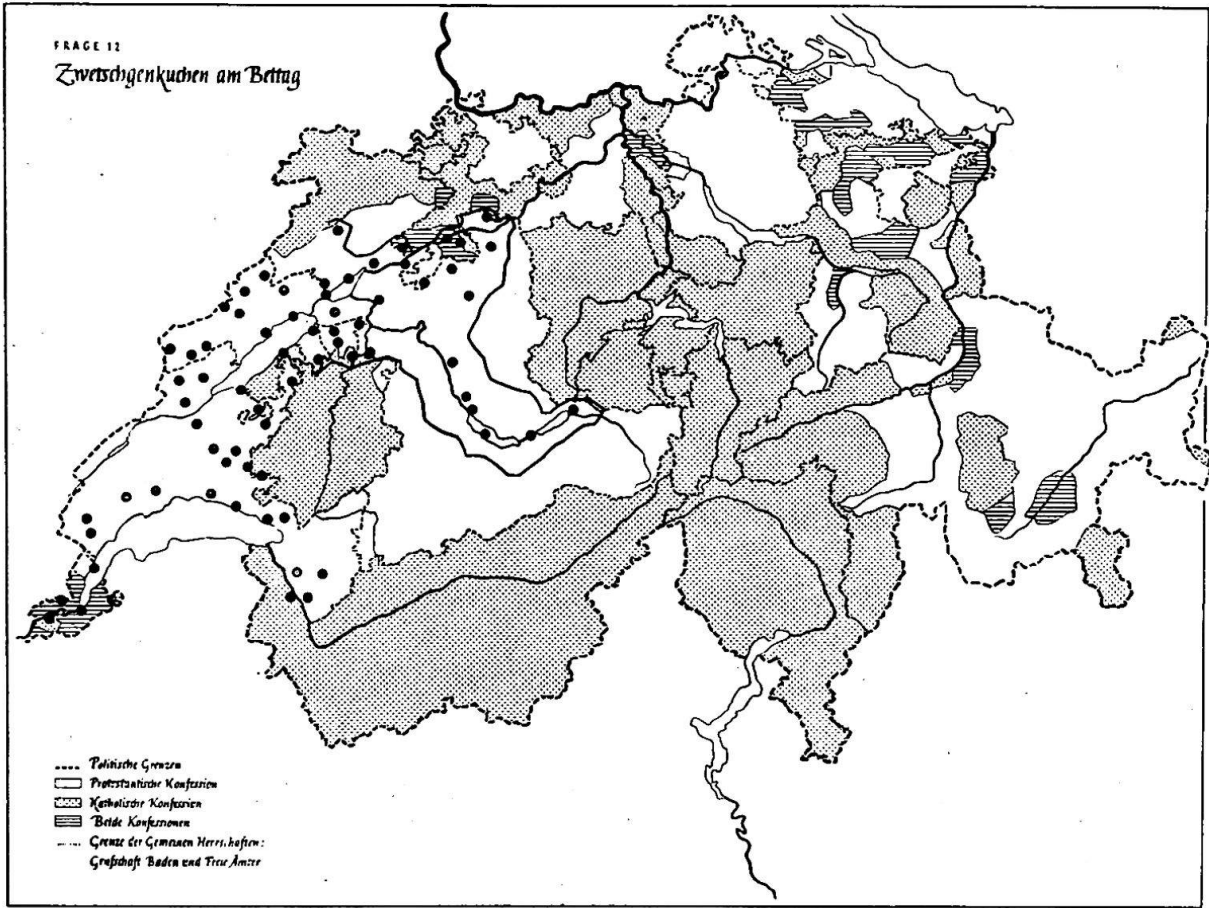 FRAGE 12
Zwetschgenkuchen am Bettag
Politische Grenzen
Protestantische Konfession
Katholische Konfession
Beide Konfessionen
Grenze der Gemeinen Herrschaften:
Grafschaft Baden und Freie Ämter